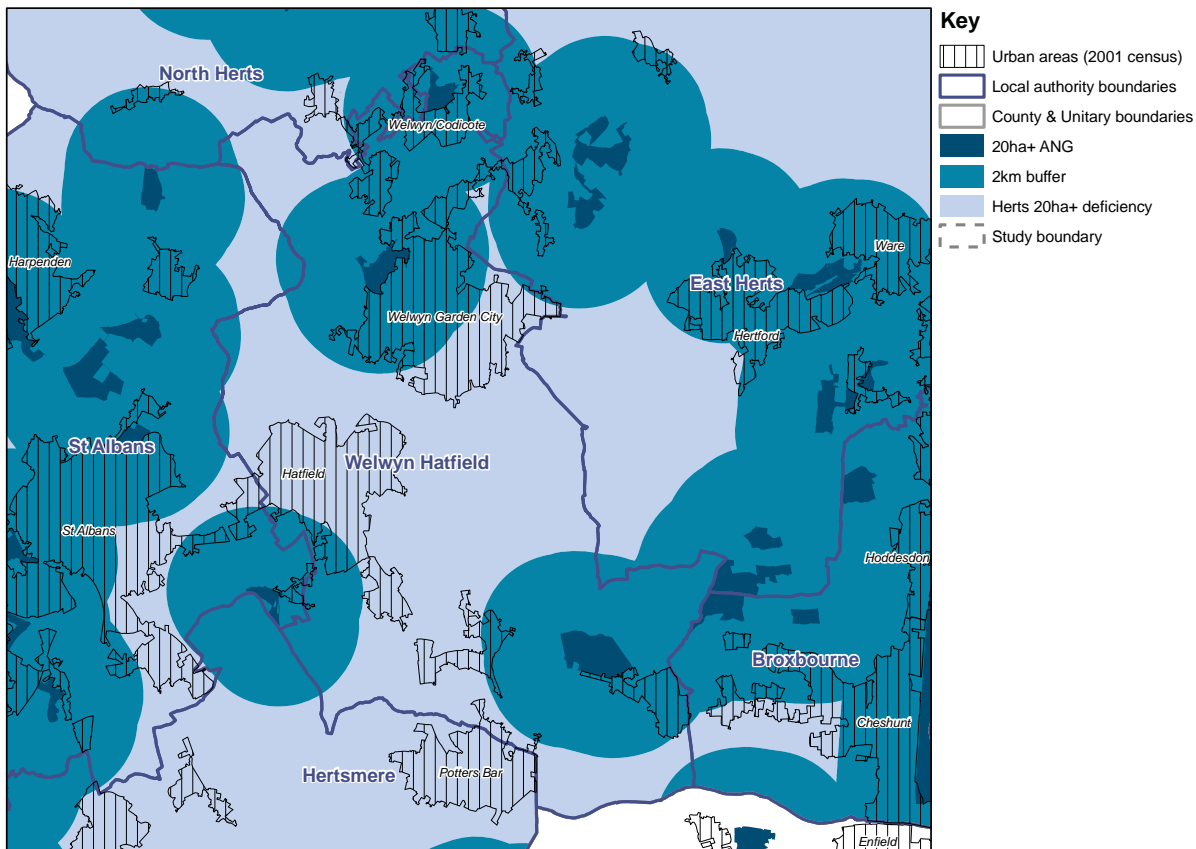 Key
Urban areas (2001 census)
Local authority boundaries
County & Unitary boundaries
20ha+ ANG
2km buffer
Herts 20ha+ deficiency
Study boundary
North Herts
Welwyn/Codicote
Harpenden
Ware
East Herts
Welwyn Garden City
Hertford
St Albans
Welwyn Hatfield
Hatfield
St Albans
Hoddesdon
Broxbourne
Cheshunt
Hertsmere
Potters Bar
Enfield